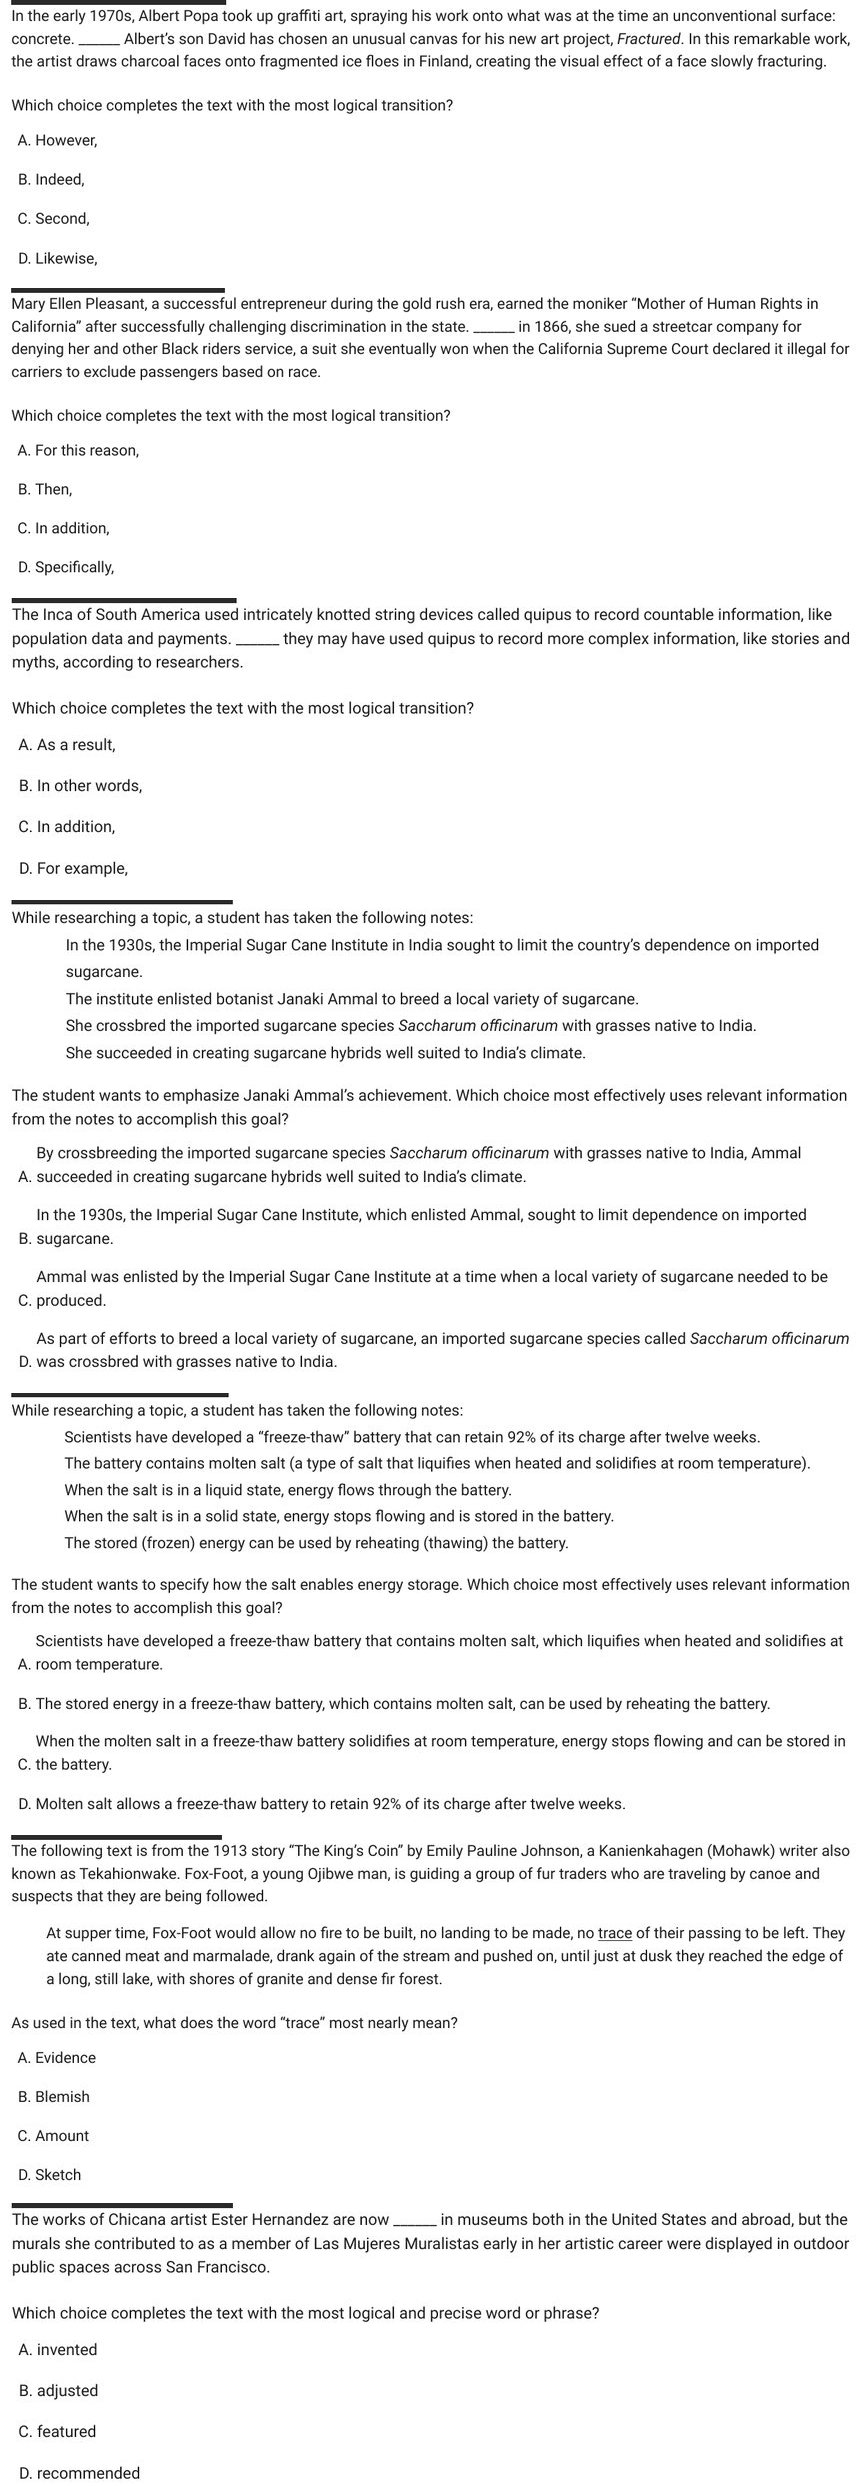 In the early 1970s, Albert Popa took up graffiti art, spraying his work onto what was at the time an unconventional surface:
concrete. ______ Albert’s son David has chosen an unusual canvas for his new art project, Fractured. In this remarkable work,
the artist draws charcoal faces onto fragmented ice floes in Finland, creating the visual effect of a face slowly fracturing.
Which choice completes the text with the most logical transition?
A. However,
B. Indeed,
C. Second,
D. Likewise,
Mary Ellen Pleasant, a successful entrepreneur during the gold rush era, earned the moniker “Mother of Human Rights in
California” after successfully challenging discrimination in the state. ______ in 1866, she sued a streetcar company for
denying her and other Black riders service, a suit she eventually won when the California Supreme Court declared it illegal for
carriers to exclude passengers based on race.
Which choice completes the text with the most logical transition?
A. For this reason,
B. Then,
C. In addition,
D. Specifically,
The Inca of South America used intricately knotted string devices called quipus to record countable information, like
population data and payments. ______ they may have used quipus to record more complex information, like stories and
myths, according to researchers.
Which choice completes the text with the most logical transition?
A. As a result,
B. In other words,
C. In addition,
D. For example,
While researching a topic, a student has taken the following notes:
In the 1930s, the Imperial Sugar Cane Institute in India sought to limit the country’s dependence on imported
sugarcane.
The institute enlisted botanist Janaki Ammal to breed a local variety of sugarcane.
She crossbred the imported sugarcane species Saccharum officinarum with grasses native to India.
She succeeded in creating sugarcane hybrids well suited to India’s climate.
The student wants to emphasize Janaki Ammal’s achievement. Which choice most effectively uses relevant information
from the notes to accomplish this goal?
By crossbreeding the imported sugarcane species Saccharum officinarum with grasses native to India, Ammal
A. succeeded in creating sugarcane hybrids well suited to India’s climate.
In the 1930s, the Imperial Sugar Cane Institute, which enlisted Ammal, sought to limit dependence on imported
B. sugarcane.
Ammal was enlisted by the Imperial Sugar Cane Institute at a time when a local variety of sugarcane needed to be
C. produced.
As part of efforts to breed a local variety of sugarcane, an imported sugarcane species called Saccharum officinarum
D. was crossbred with grasses native to India.
While researching a topic, a student has taken the following notes:
Scientists have developed a “freeze-thaw” battery that can retain 92% of its charge after twelve weeks.
The battery contains molten salt (a type of salt that liquifies when heated and solidifies at room temperature).
When the salt is in a liquid state, energy flows through the battery.
When the salt is in a solid state, energy stops flowing and is stored in the battery.
The stored (frozen) energy can be used by reheating (thawing) the battery.
The student wants to specify how the salt enables energy storage. Which choice most effectively uses relevant information
from the notes to accomplish this goal?
Scientists have developed a freeze-thaw battery that contains molten salt, which liquifies when heated and solidifies at
A. room temperature.
B. The stored energy in a freeze-thaw battery, which contains molten salt, can be used by reheating the battery.
When the molten salt in a freeze-thaw battery solidifies at room temperature, energy stops flowing and can be stored in
C. the battery.
D. Molten salt allows a freeze-thaw battery to retain 92% of its charge after twelve weeks.
The following text is from the 1913 story “The King’s Coin” by Emily Pauline Johnson, a Kanienkahagen (Mohawk) writer also
known as Tekahionwake. Fox-Foot, a young Ojibwe man, is guiding a group of fur traders who are traveling by canoe and
suspects that they are being followed.
At supper time, Fox-Foot would allow no fire to be built, no landing to be made, no trace of their passing to be left. They
ate canned meat and marmalade, drank again of the stream and pushed on, until just at dusk they reached the edge of
a long, still lake, with shores of granite and dense fir forest.
As used in the text, what does the word “trace” most nearly mean?
A. Evidence
B. Blemish
C. Amount
D. Sketch
The works of Chicana artist Ester Hernandez are now ______ in museums both in the United States and abroad, but the
murals she contributed to as a member of Las Mujeres Muralistas early in her artistic career were displayed in outdoor
public spaces across San Francisco.
Which choice completes the text with the most logical and precise word or phrase?
A. invented
B. adjusted
C. featured
D. recommended